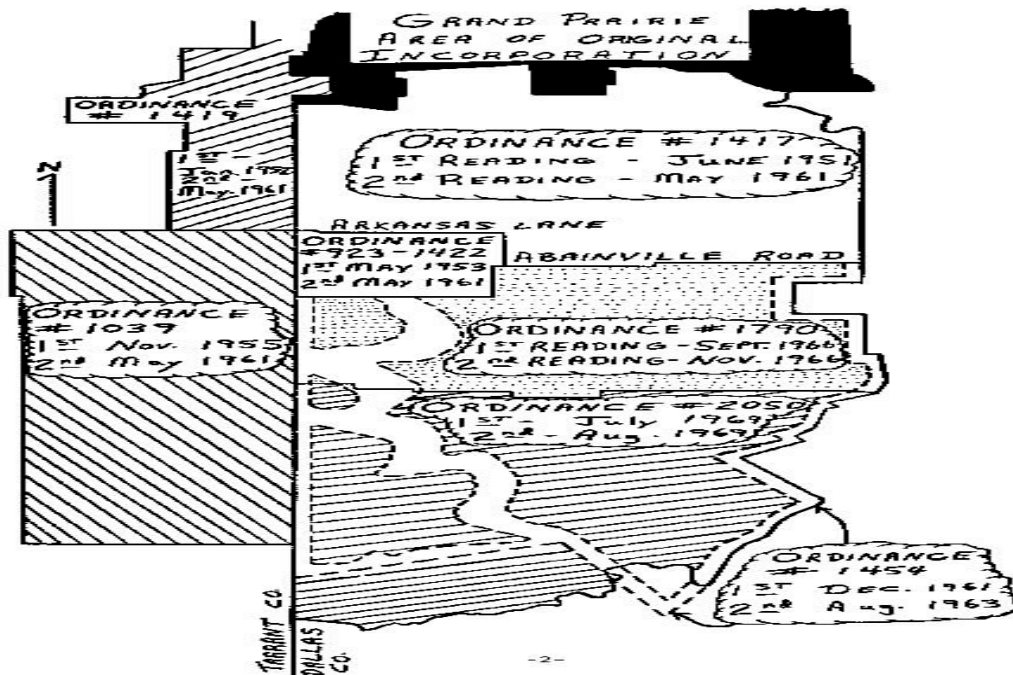 GRAND PRAIRIE
AREA OF ORIGINAL
INCORPORATION
ORDINANCE
# 1419
1ST -
Jan. 1952
2nd -
May. 1961
N
ORDINANCE # 1417
1ST READING - JUNE 1951
2nd READING - MAY 1961
ARKANSAS LANE
ORDINANCE
#923-1422
1ST MAY 1953
2nd MAY 1961
ABAINVILLE ROAD
ORDINANCE
# 1039
1ST Nov. 1955
2nd May 1961
ORDINANCE #1790
1ST READING - SEPT. 1966
2nd READING - NOV. 1966
ORDINANCE # 2050
1ST - July 1969
2nd - Aug. 1969
ORDINANCE
# 1454
1ST DEC. 1961
2nd Aug. 1963
TARRANT CO.
DALLAS CO.
-2-